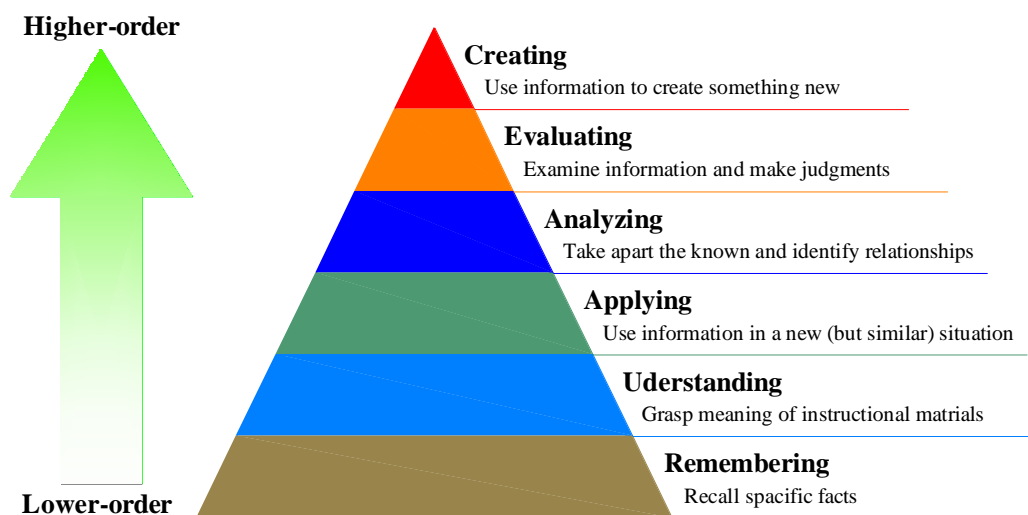 Higher-order
Creating
Use information to create something new
Evaluating
Examine information and make judgments
Analyzing
Take apart the known and identify relationships
Applying
Use information in a new (but similar) situation
Uderstanding
Grasp meaning of instructional matrials
Remembering
Recall spacific facts
Lower-order